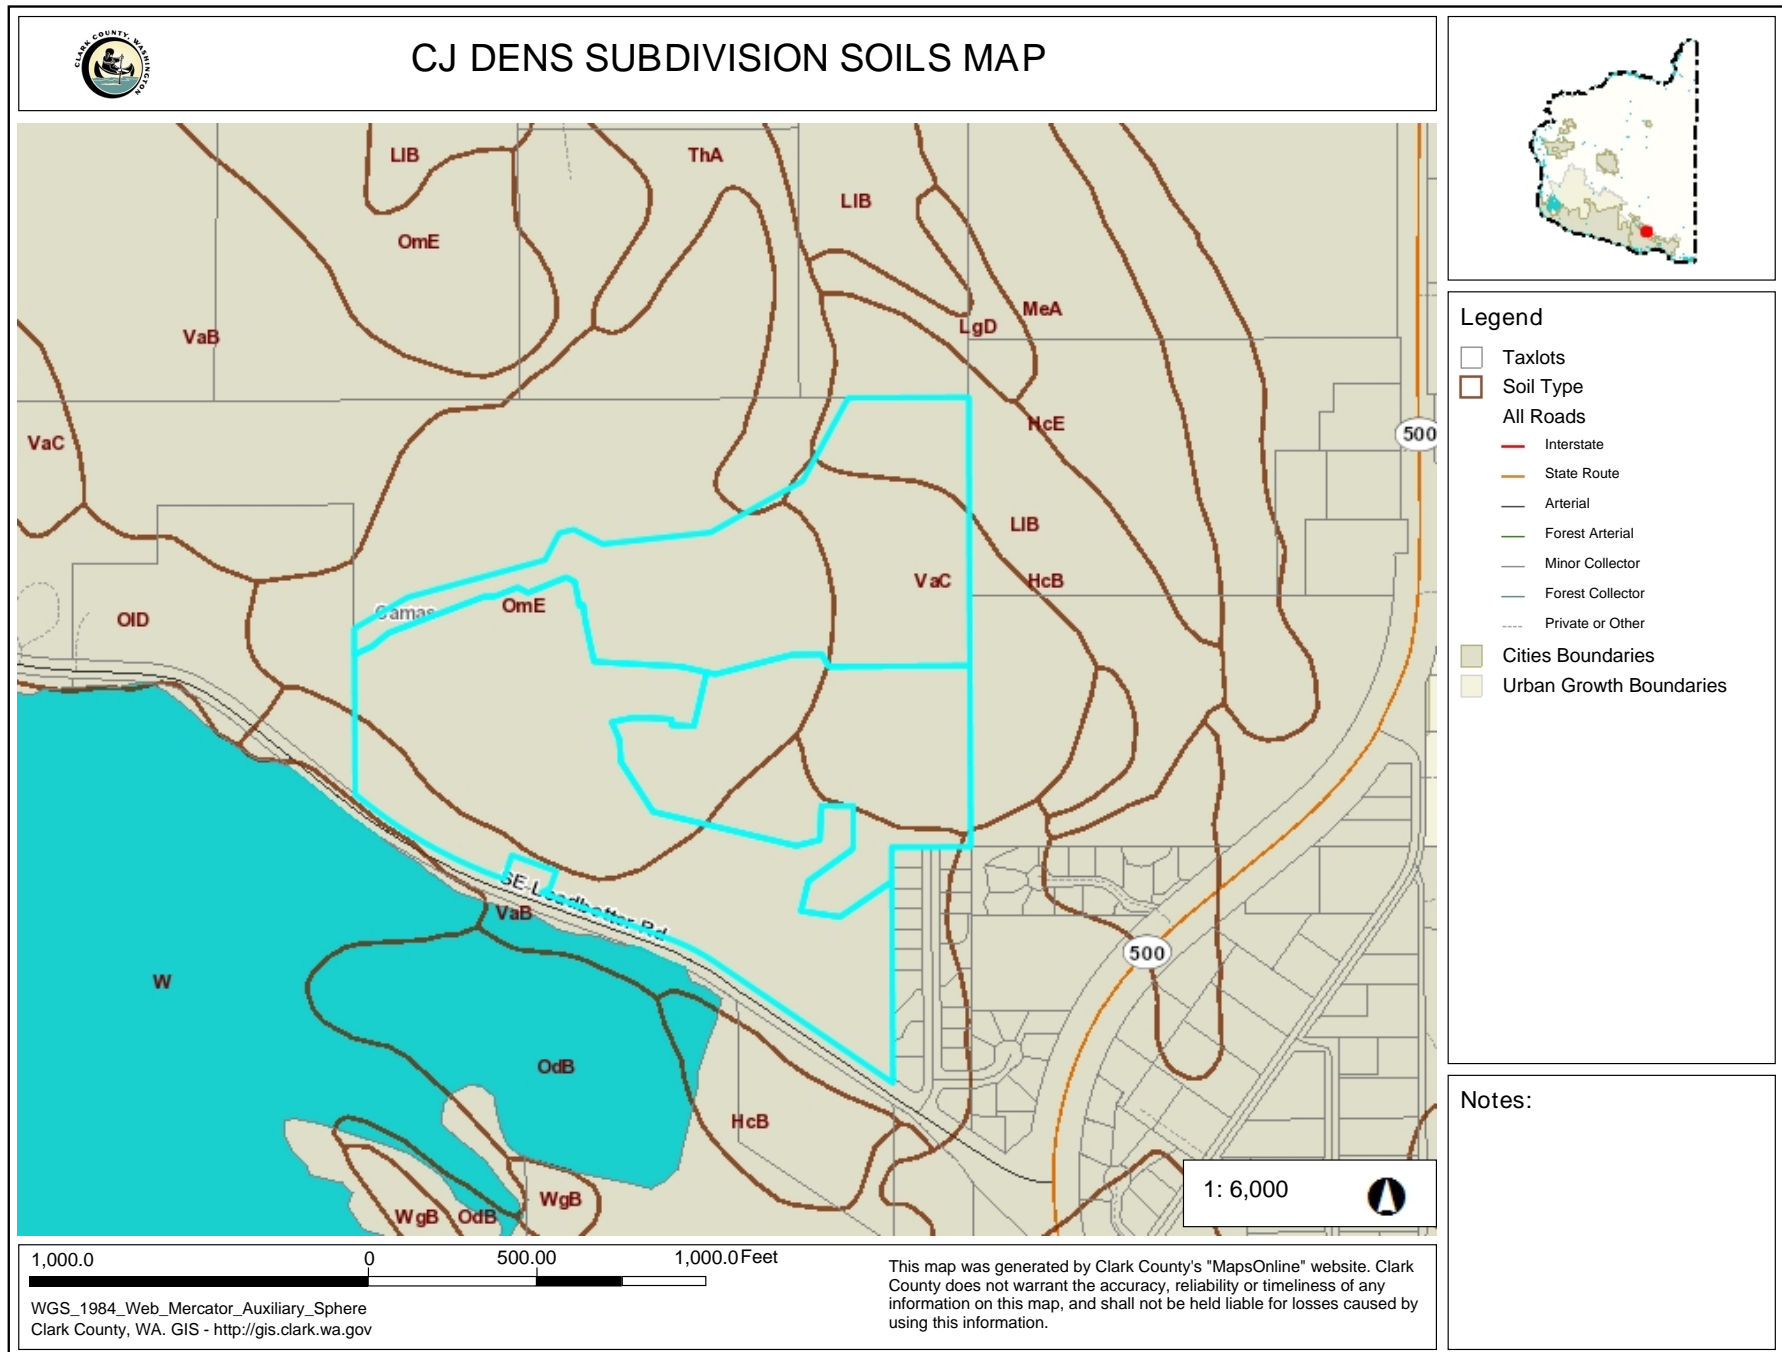 CLARK COUNTY, WASHINGTON
CJ DENS SUBDIVISION SOILS MAP
LIB
ThA
LIB
OmE
MeA
LgD
VaB
HcE
VaC
500
LIB
VaC
HcB
OmE
Camas
OlD
SE Leadbetter Rd
VaB
500
W
OdB
HcB
WgB
WgB
OdB
1: 6,000
Legend
Taxlots
Soil Type
All Roads
Interstate
State Route
Arterial
Forest Arterial
Minor Collector
Forest Collector
Private or Other
Cities Boundaries
Urban Growth Boundaries
Notes:
1,000.0 0 500.00 1,000.0 Feet
WGS_1984_Web_Mercator_Auxiliary_Sphere
Clark County, WA. GIS - http://gis.clark.wa.gov
This map was generated by Clark County's "MapsOnline" website. Clark
County does not warrant the accuracy, reliability or timeliness of any
information on this map, and shall not be held liable for losses caused by
using this information.